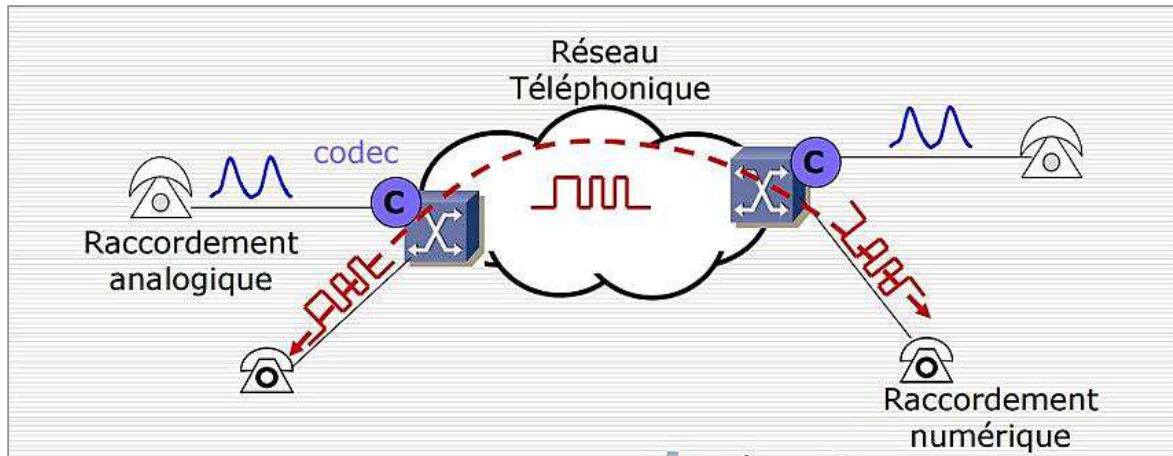 Réseau
Téléphonique
codec
C
C
Raccordement
analogique
Raccordement
numérique